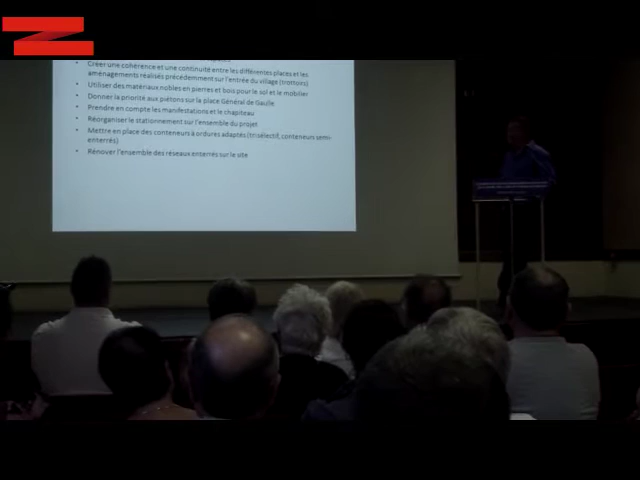 Créer une cohérence et une continuité entre les différentes places et les
aménagements réalisés précédemment sur l'entrée du village (trottoirs)
Utiliser des matériaux nobles en pierres et bois pour le sol et le mobilier
Donner la priorité aux piétons sur la place Général de Gaulle
Prendre en compte les manifestations et le chapiteau
Réorganiser le stationnement sur l'ensemble du projet
Mettre en place des conteneurs à ordures adaptés (tri sélectif, conteneurs semi-
enterrés)
Rénover l'ensemble des réseaux enterrés sur le site